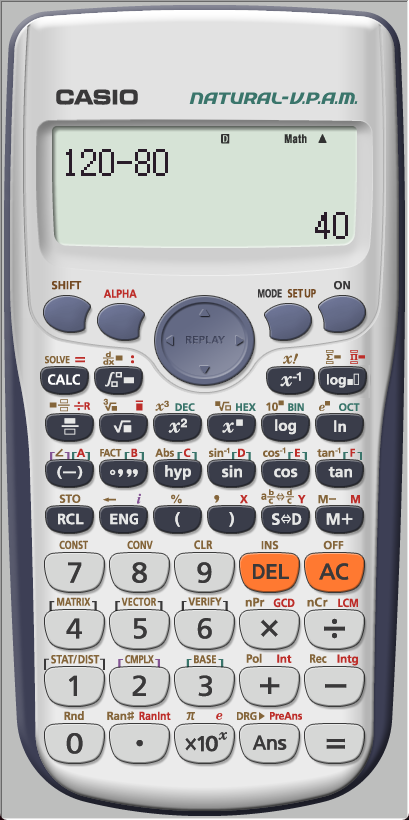 CASIO NATURAL-V.P.A.M.
D Math ▲
120-80
40
SHIFT ALPHA MODE SETUP ON
REPLAY
SOLVE = d/dx■ : x! Σ■ Π■
CALC ∫■ x⁻¹ log■□
■÷R ³√■ x³ DEC ■√□ HEX 10■ BIN e■ OCT
√■ x² x■ log ln
∠ A FACT B Abs C sin⁻¹ D cos⁻¹ E tan⁻¹ F
(−) °,,, hyp sin cos tan
STO ← i % , X a b/c⇔d/c Y M− M
RCL ENG ( ) S⇔D M+
CONST CONV CLR INS OFF
7 8 9 DEL AC
MATRIX VECTOR VERIFY nPr GCD nCr LCM
4 5 6 × ÷
STAT/DIST CMPLX BASE Pol Int Rec Intg
1 2 3 + −
Rnd Ran# RanInt π e DRG▶ PreAns
0 • ×10ˣ Ans =